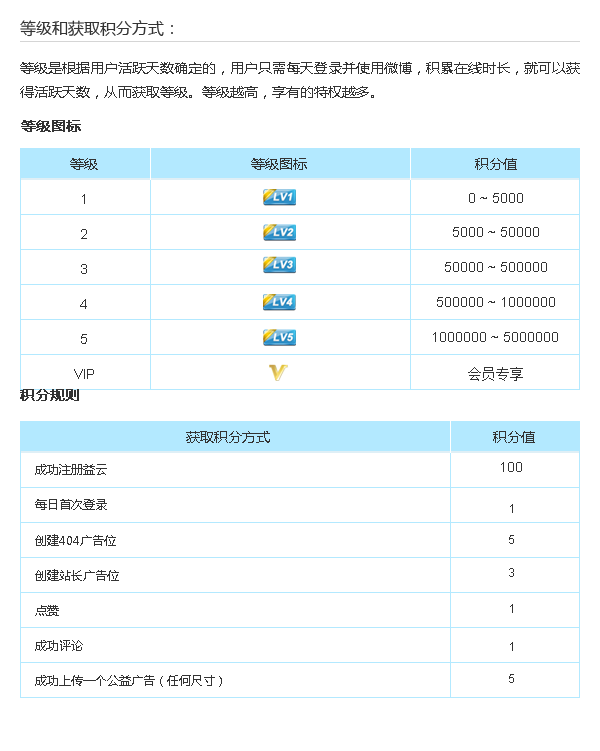 等级和获取积分方式：
等级是根据用户活跃天数确定的，用户只需每天登录并使用微博，积累在线时长，就可以获
得活跃天数，从而获取等级。等级越高，享有的特权越多。
等级图标
等级 等级图标 积分值
1 LV1 0 ~ 5000
2 LV2 5000 ~ 50000
3 LV3 50000 ~ 500000
4 LV4 500000 ~ 1000000
5 LV5 1000000 ~ 5000000
VIP V 会员专享
积分规则
获取积分方式 积分值
成功注册益云 100
每日首次登录 1
创建404广告位 5
创建站长广告位 3
点赞 1
成功评论 1
成功上传一个公益广告（任何尺寸） 5